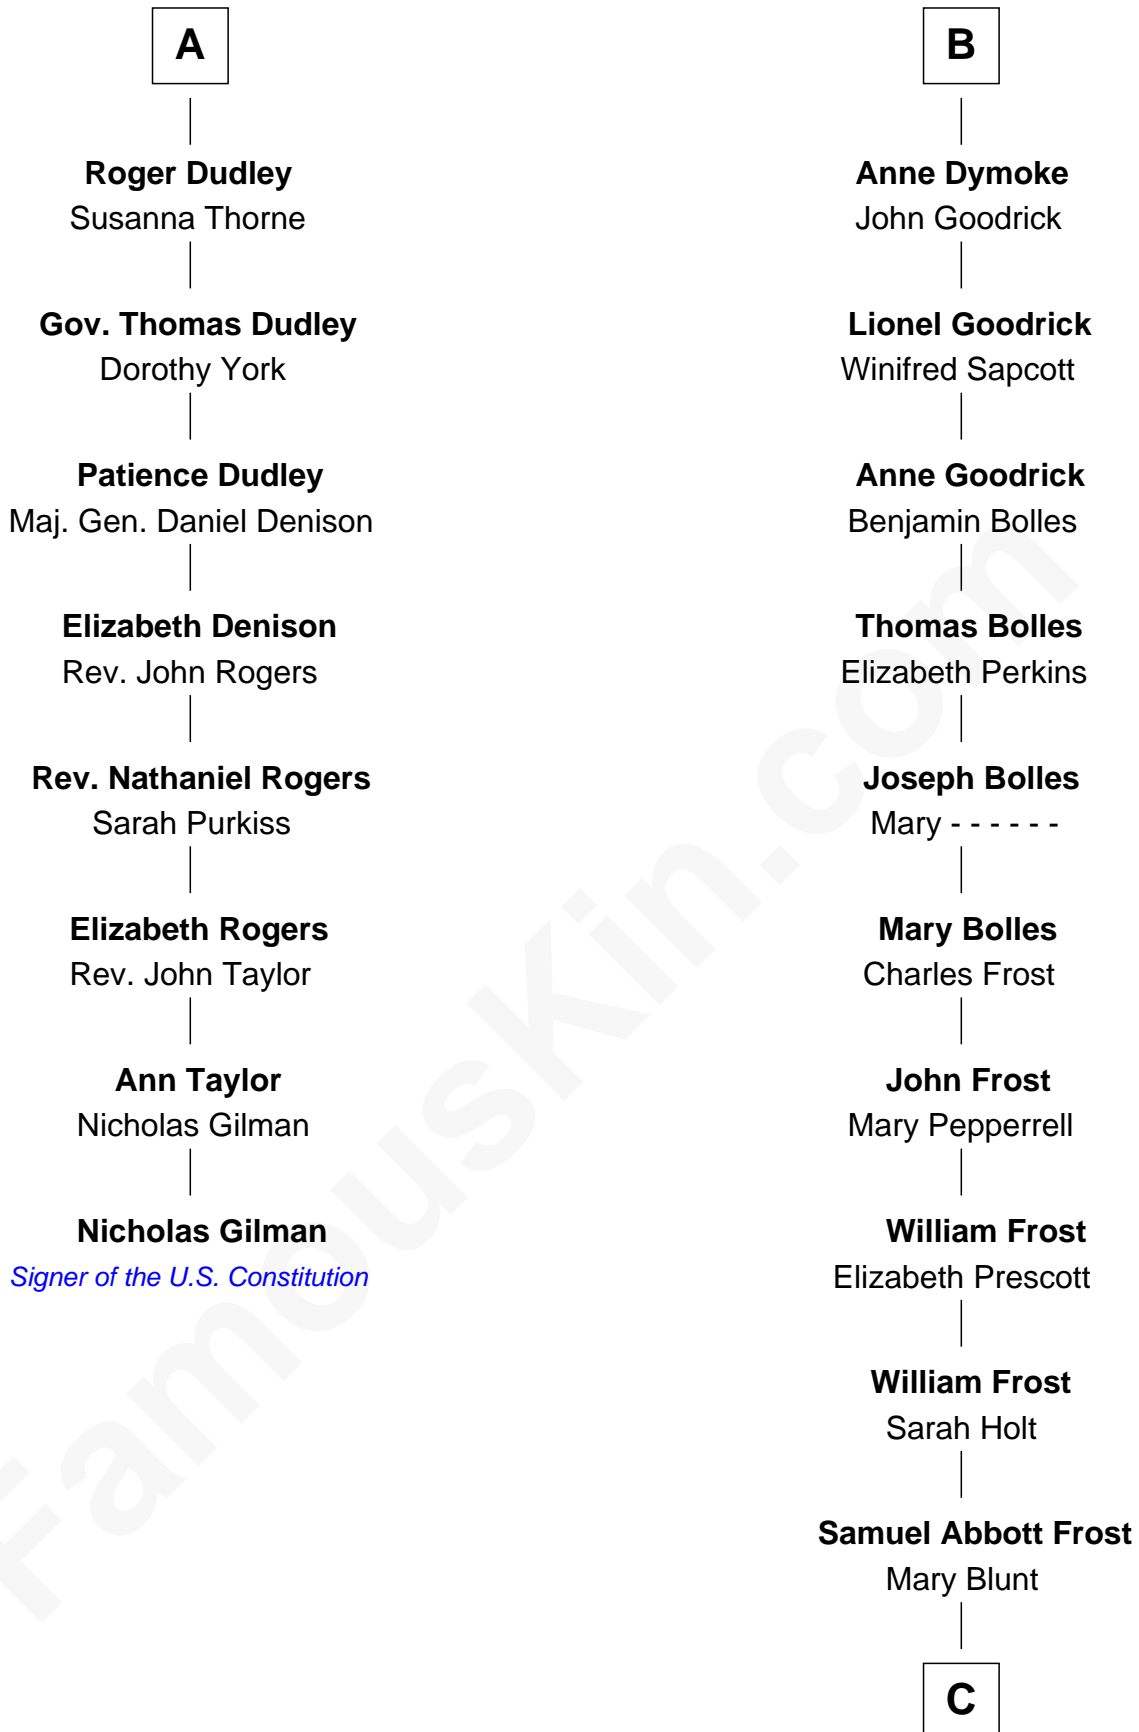 A
Roger Dudley
Susanna Thorne
Gov. Thomas Dudley
Dorothy York
Patience Dudley
Maj. Gen. Daniel Denison
Elizabeth Denison
Rev. John Rogers
Rev. Nathaniel Rogers
Sarah Purkiss
Elizabeth Rogers
Rev. John Taylor
Ann Taylor
Nicholas Gilman
Nicholas Gilman
Signer of the U.S. Constitution
B
Anne Dymoke
John Goodrick
Lionel Goodrick
Winifred Sapcott
Anne Goodrick
Benjamin Bolles
Thomas Bolles
Elizabeth Perkins
Joseph Bolles
Mary - - - - - -
Mary Bolles
Charles Frost
John Frost
Mary Pepperrell
William Frost
Elizabeth Prescott
William Frost
Sarah Holt
Samuel Abbott Frost
Mary Blunt
C
FamousKin.com